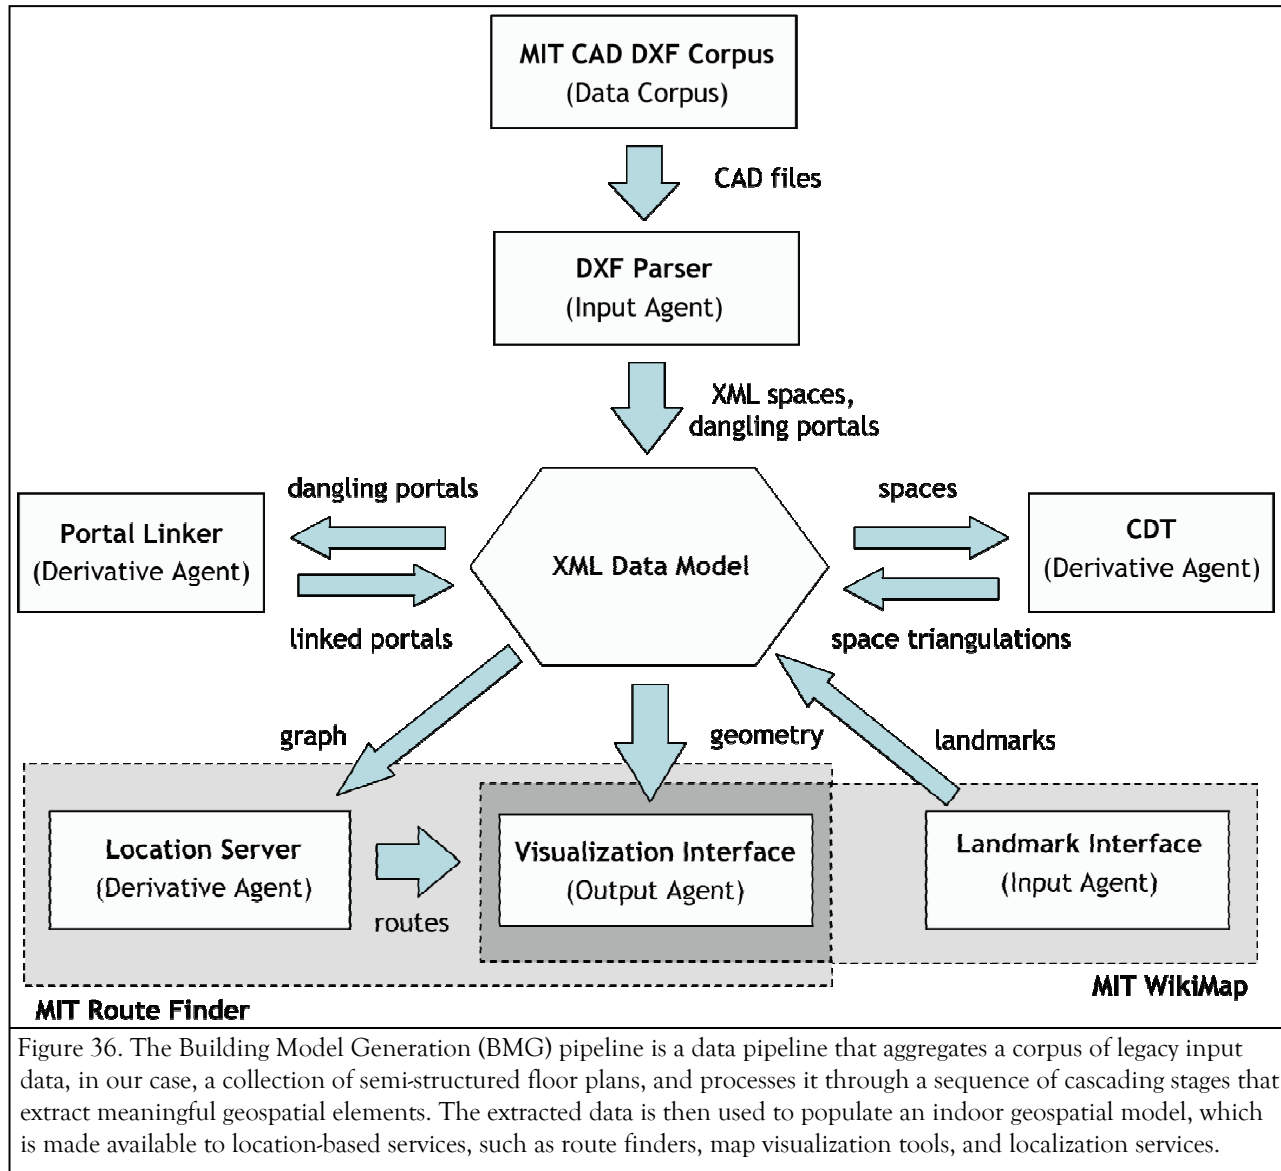 MIT CAD DXF Corpus
(Data Corpus)
CAD files
DXF Parser
(Input Agent)
XML spaces,
dangling portals
dangling portals
spaces
Portal Linker
(Derivative Agent)
XML Data Model
CDT
(Derivative Agent)
linked portals
space triangulations
graph
geometry
landmarks
Location Server
(Derivative Agent)
routes
Visualization Interface
(Output Agent)
Landmark Interface
(Input Agent)
MIT Route Finder
MIT WikiMap
Figure 36. The Building Model Generation (BMG) pipeline is a data pipeline that aggregates a corpus of legacy input
data, in our case, a collection of semi-structured floor plans, and processes it through a sequence of cascading stages that
extract meaningful geospatial elements. The extracted data is then used to populate an indoor geospatial model, which
is made available to location-based services, such as route finders, map visualization tools, and localization services.